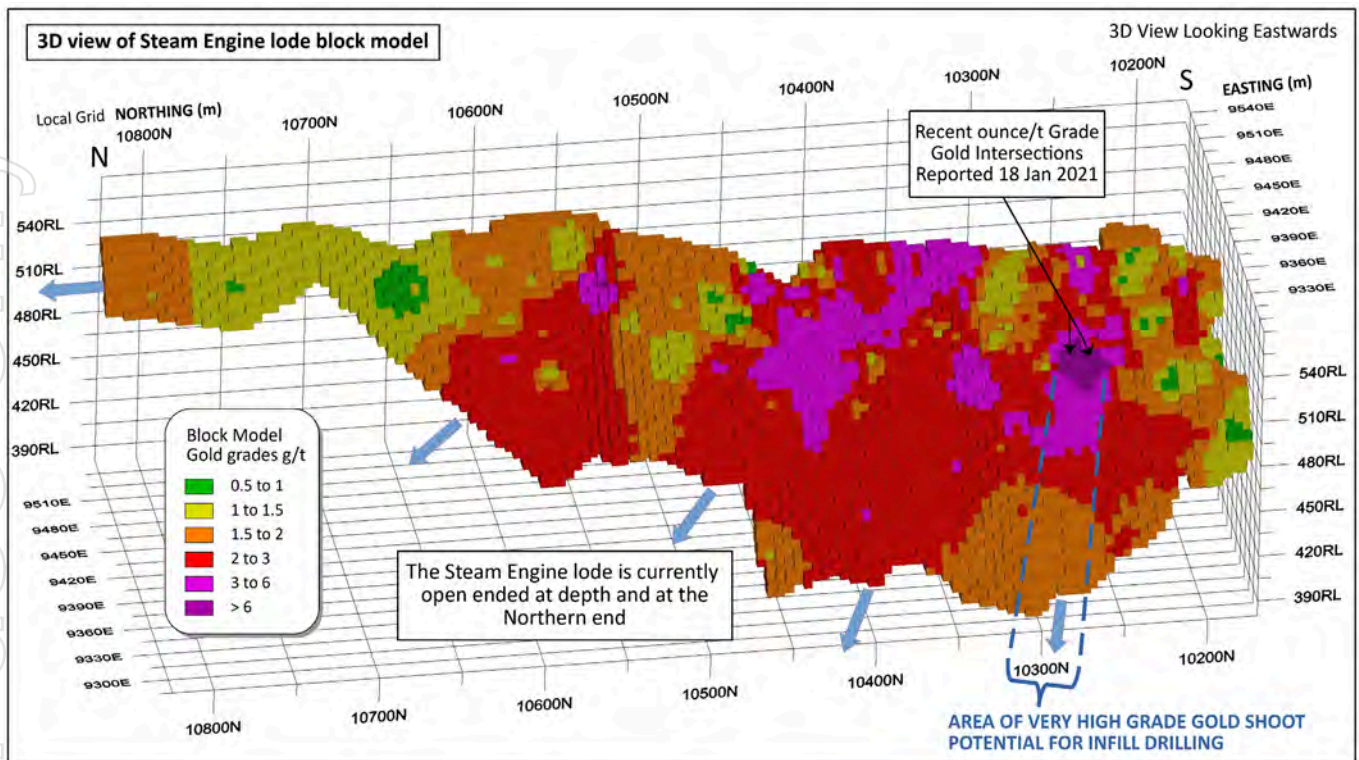 3D view of Steam Engine lode block model
3D View Looking Eastwards
Local Grid NORTHING (m)
10800N
10700N
10600N
10500N
10400N
10300N
10200N
N
S
EASTING (m)
9540E
9510E
9480E
9450E
9420E
9390E
9360E
9330E
Recent ounce/t Grade
Gold Intersections
Reported 18 Jan 2021
540RL
510RL
480RL
450RL
420RL
390RL
540RL
510RL
480RL
450RL
420RL
390RL
Block Model
Gold grades g/t
0.5 to 1
1 to 1.5
1.5 to 2
2 to 3
3 to 6
> 6
9510E
9480E
9450E
9420E
9390E
9360E
9330E
9300E
The Steam Engine lode is currently
open ended at depth and at the
Northern end
10800N
10700N
10600N
10500N
10400N
10300N
10200N
AREA OF VERY HIGH GRADE GOLD SHOOT
POTENTIAL FOR INFILL DRILLING